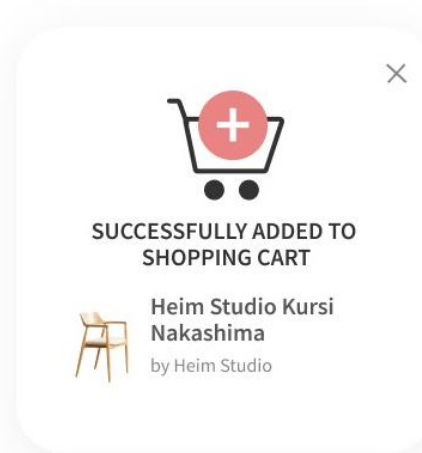 SUCCESSFULLY ADDED TO
SHOPPING CART
Heim Studio Kursi
Nakashima
by Heim Studio